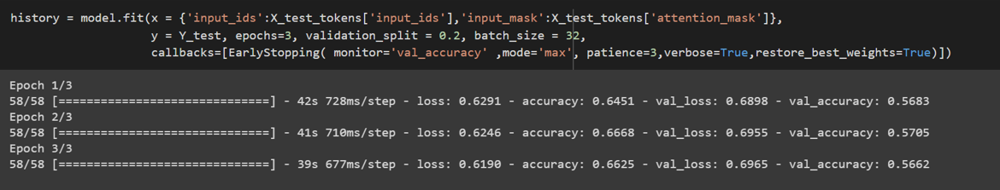 history = model.fit(x = {'input_ids':X_test_tokens['input_ids'],'input_mask':X_test_tokens['attention_mask']},
y = Y_test, epochs=3, validation_split = 0.2, batch_size = 32,
callbacks=[EarlyStopping( monitor='val_accuracy' ,mode='max', patience=3,verbose=True,restore_best_weights=True)])
Epoch 1/3
58/58 [==============================] - 42s 728ms/step - loss: 0.6291 - accuracy: 0.6451 - val_loss: 0.6898 - val_accuracy: 0.5683
Epoch 2/3
58/58 [==============================] - 41s 710ms/step - loss: 0.6246 - accuracy: 0.6668 - val_loss: 0.6955 - val_accuracy: 0.5705
Epoch 3/3
58/58 [==============================] - 39s 677ms/step - loss: 0.6190 - accuracy: 0.6625 - val_loss: 0.6965 - val_accuracy: 0.5662